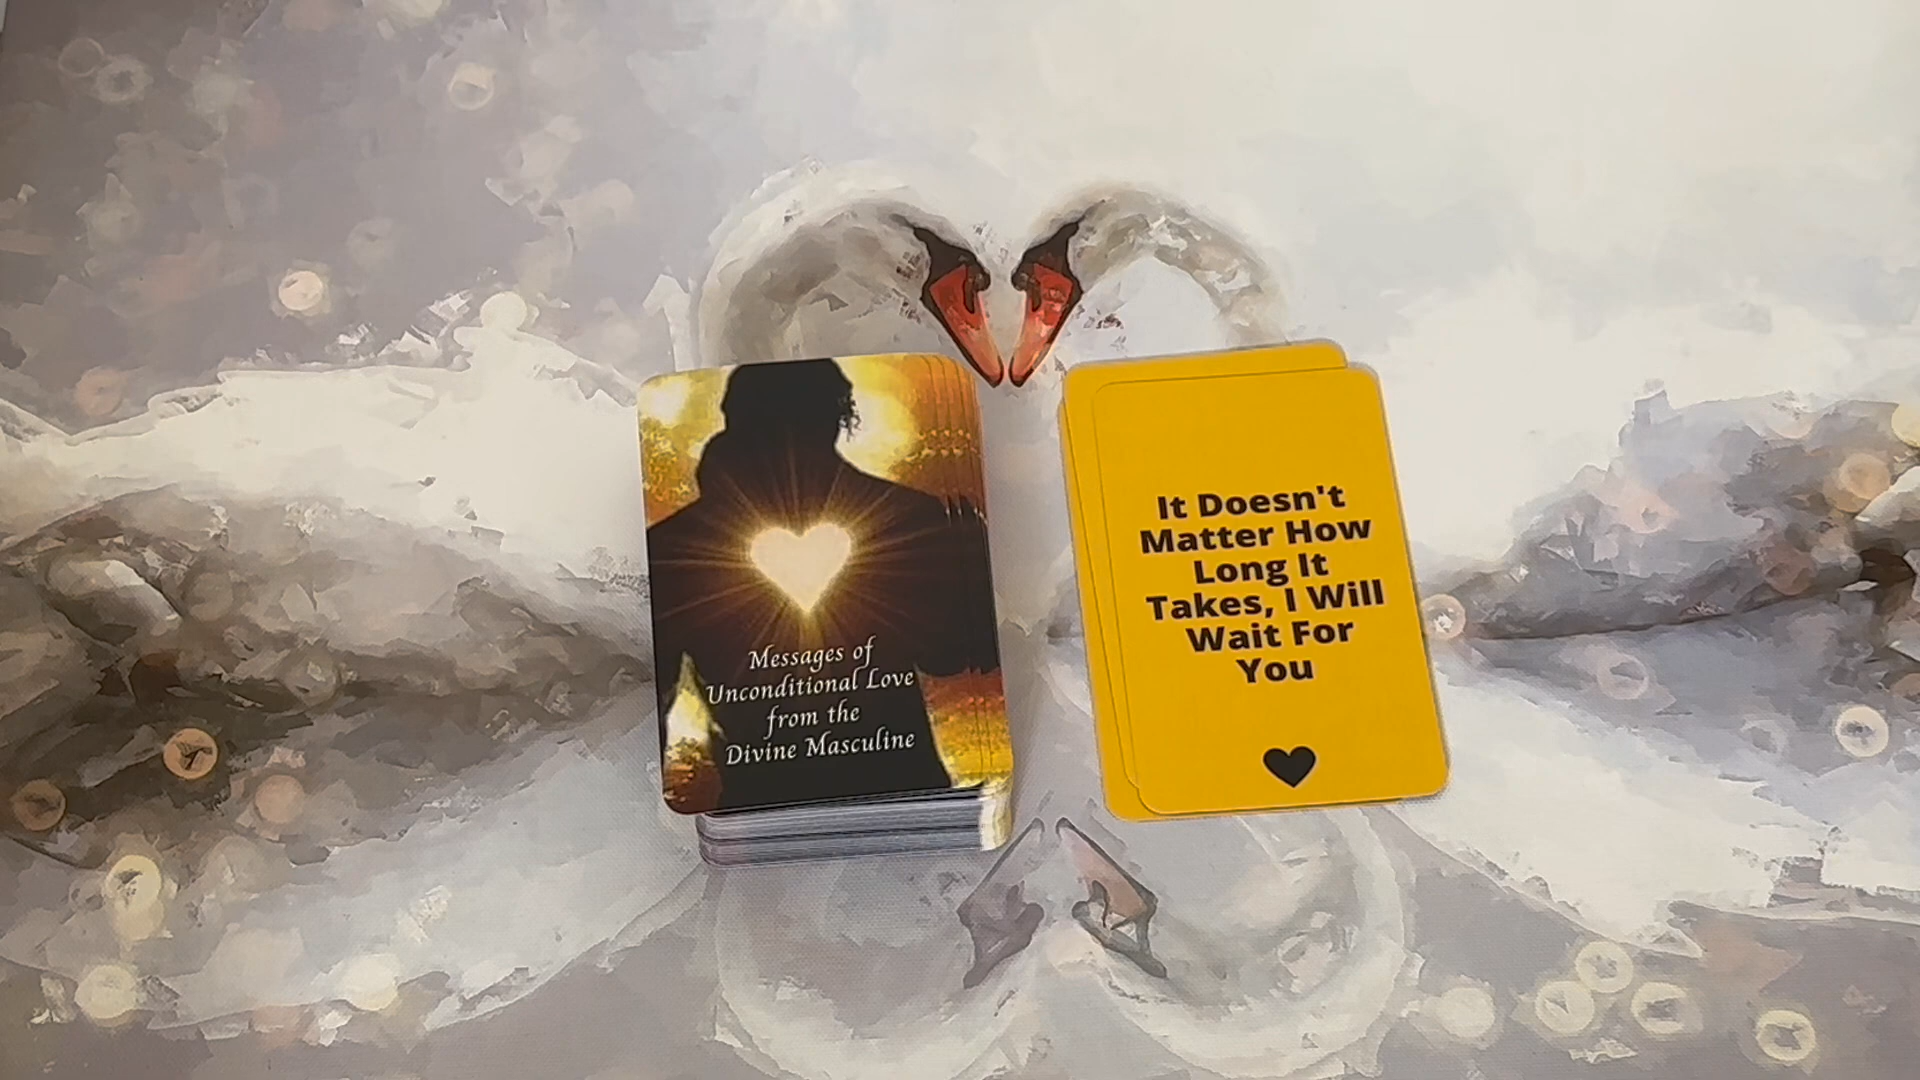 Messages of
Unconditional Love
from the
Divine Masculine
It Doesn't
Matter How
Long It
Takes, I Will
Wait For
You